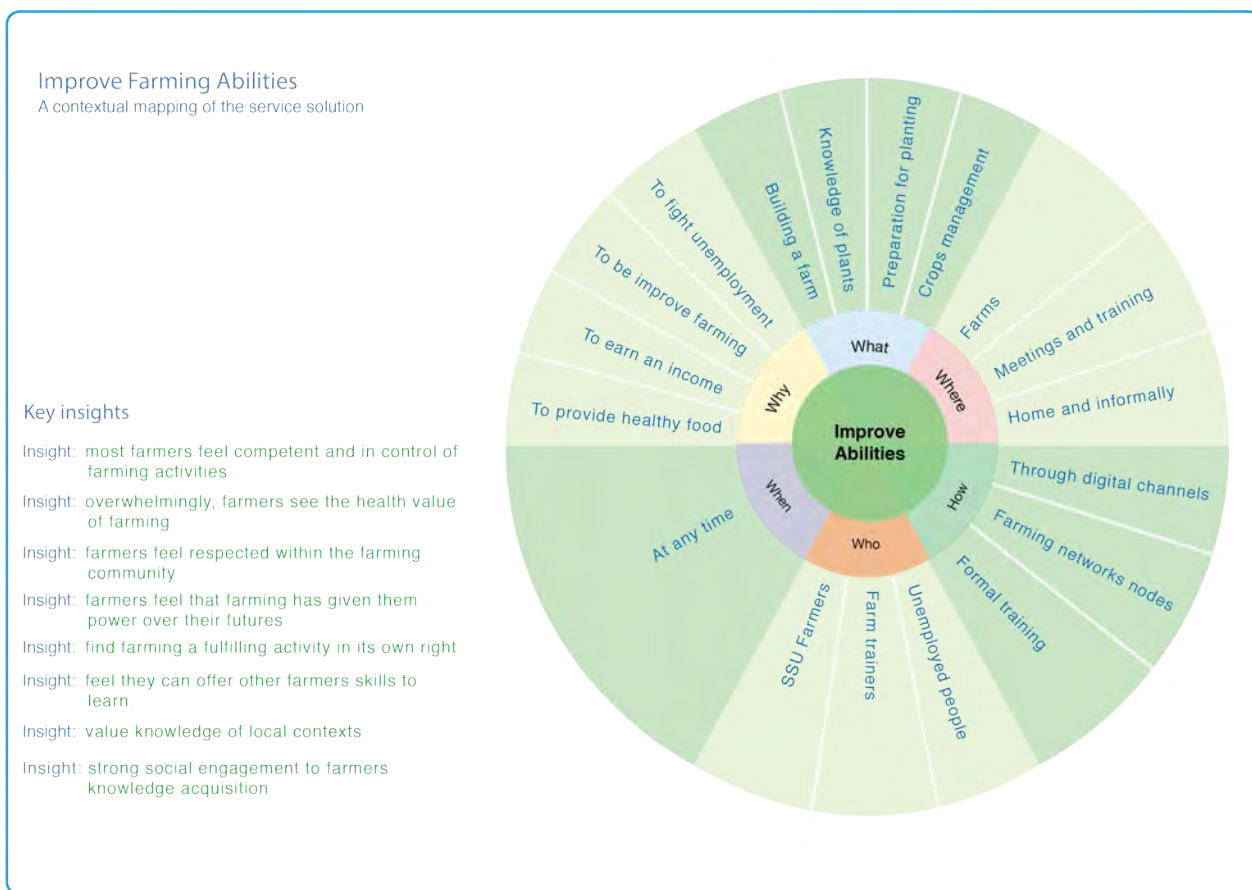 Improve Farming Abilities
A contextual mapping of the service solution
Key insights
Insight: most farmers feel competent and in control of
farming activities
Insight: overwhelmingly, farmers see the health value
of farming
Insight: farmers feel respected within the farming
community
Insight: farmers feel that farming has given them
power over their futures
Insight: find farming a fulfilling activity in its own right
Insight: feel they can offer other farmers skills to
learn.
Insight: value knowledge of local contexts
Insight: strong social engagement to farmers
knowledge acquisition
Improve
Abilities
What
Building a farm
Knowledge of plants
Preparation for planting
Crops management
Where
Farms
Meetings and training
Home and informally
How
Through digital channels
Farming networks nodes
Formal training
Who
Unemployed people
Farm trainers
SSU Farmers
When
At any time
Why
To provide healthy food
To earn an income
To be improve farming
To fight unemployment